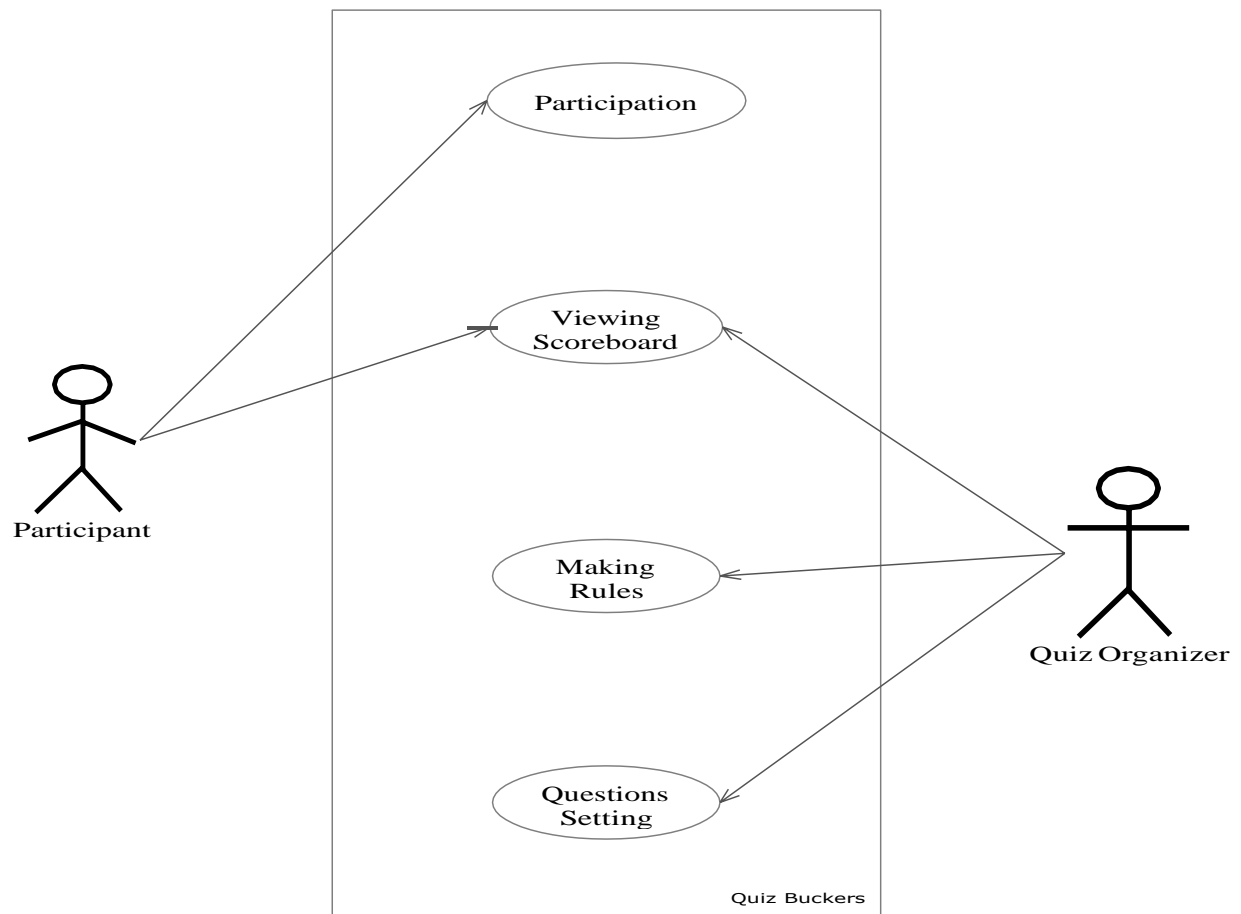 Participation
Viewing
Scoreboard
Participant
Making
Rules
Quiz Organizer
Questions
Setting
Quiz Buckers